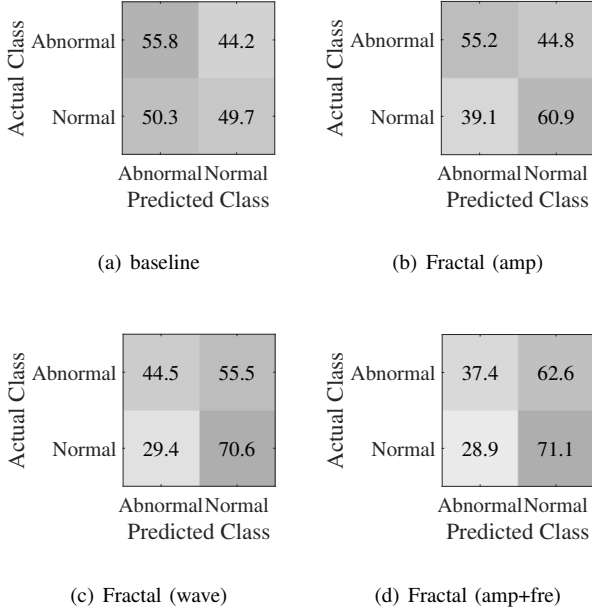 Actual Class
Abnormal 55.8 44.2
Normal 50.3 49.7
Abnormal Normal
Predicted Class
(a) baseline
Actual Class
Abnormal 55.2 44.8
Normal 39.1 60.9
Abnormal Normal
Predicted Class
(b) Fractal (amp)
Actual Class
Abnormal 44.5 55.5
Normal 29.4 70.6
Abnormal Normal
Predicted Class
(c) Fractal (wave)
Actual Class
Abnormal 37.4 62.6
Normal 28.9 71.1
Abnormal Normal
Predicted Class
(d) Fractal (amp+fre)